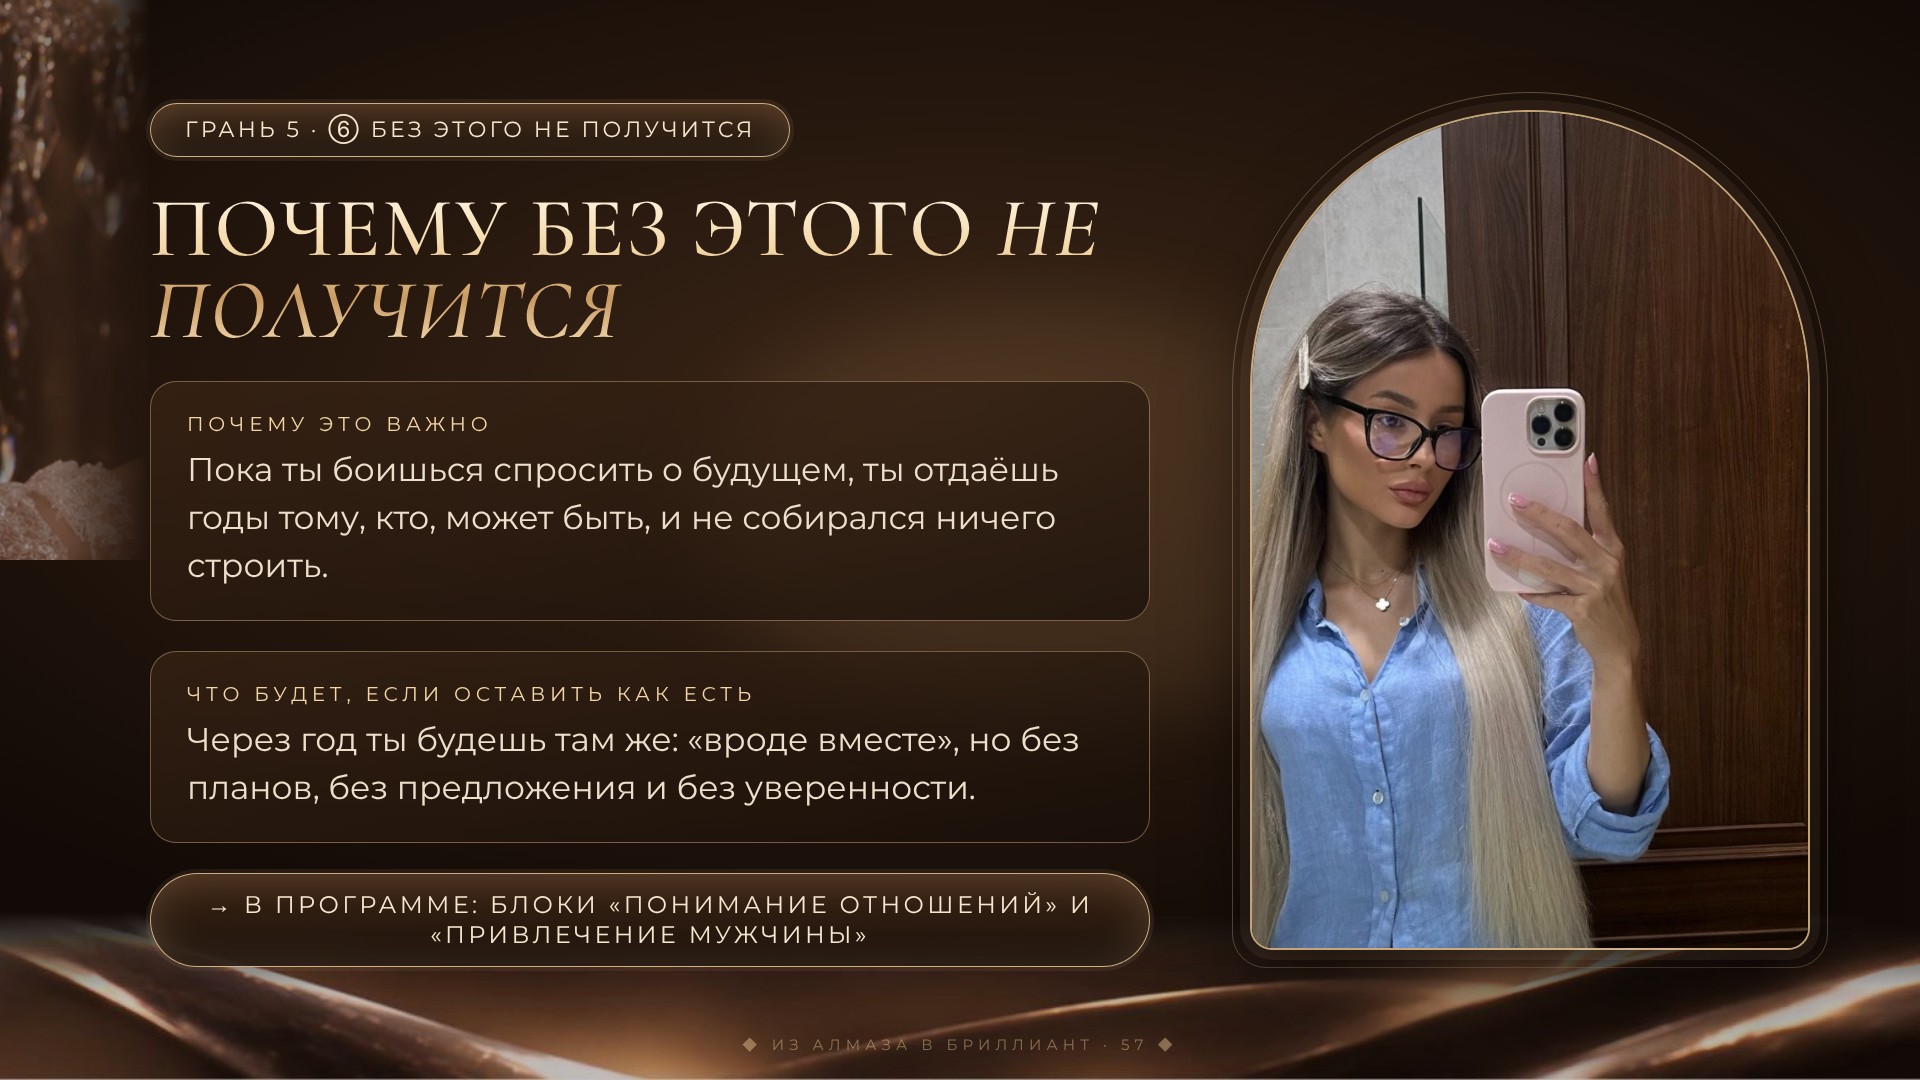 ГРАНЬ 5 · ⑥ БЕЗ ЭТОГО НЕ ПОЛУЧИТСЯ
ПОЧЕМУ БЕЗ ЭТОГО НЕ
ПОЛУЧИТСЯ
ПОЧЕМУ ЭТО ВАЖНО
Пока ты боишься спросить о будущем, ты отдаёшь
годы тому, кто, может быть, и не собирался ничего
строить.
ЧТО БУДЕТ, ЕСЛИ ОСТАВИТЬ КАК ЕСТЬ
Через год ты будешь там же: «вроде вместе», но без
планов, без предложения и без уверенности.
→ В ПРОГРАММЕ: БЛОКИ «ПОНИМАНИЕ ОТНОШЕНИЙ» И
«ПРИВЛЕЧЕНИЕ МУЖЧИНЫ»
◆ ИЗ АЛМАЗА В БРИЛЛИАНТ · 57 ◆